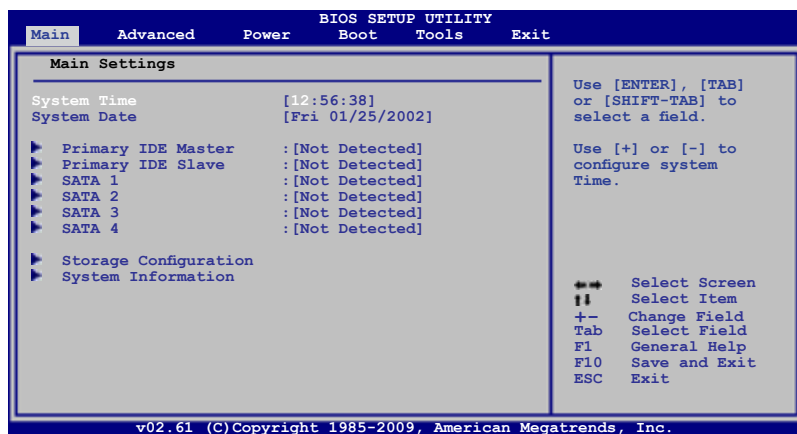 BIOS SETUP UTILITY
Main Advanced Power Boot Tools Exit
Main Settings
System Time [12:56:38]
System Date [Fri 01/25/2002]
Primary IDE Master :[Not Detected]
Primary IDE Slave :[Not Detected]
SATA 1 :[Not Detected]
SATA 2 :[Not Detected]
SATA 3 :[Not Detected]
SATA 4 :[Not Detected]
Storage Configuration
System Information
Use [ENTER], [TAB]
or [SHIFT-TAB] to
select a field.
Use [+] or [-] to
configure system
Time.
←→ Select Screen
↑↓ Select Item
+- Change Field
Tab Select Field
F1 General Help
F10 Save and Exit
ESC Exit
v02.61 (C)Copyright 1985-2009, American Megatrends, Inc.